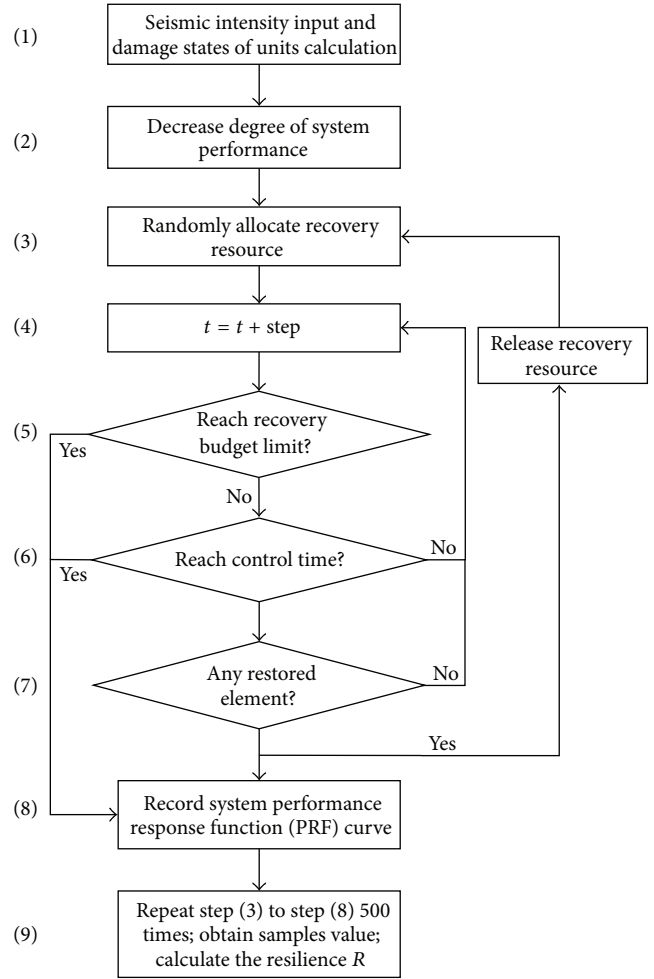 (1)
Seismic intensity input and
damage states of units calculation
(2)
Decrease degree of system
performance
(3)
Randomly allocate recovery
resource
(4)
t = t + step
Release recovery
resource
(5)
Reach recovery
budget limit?
Yes
No
(6)
Reach control time?
No
Yes
(7)
Any restored
element?
No
Yes
(8)
Record system performance
response function (PRF) curve
(9)
Repeat step (3) to step (8) 500
times; obtain samples value;
calculate the resilience R